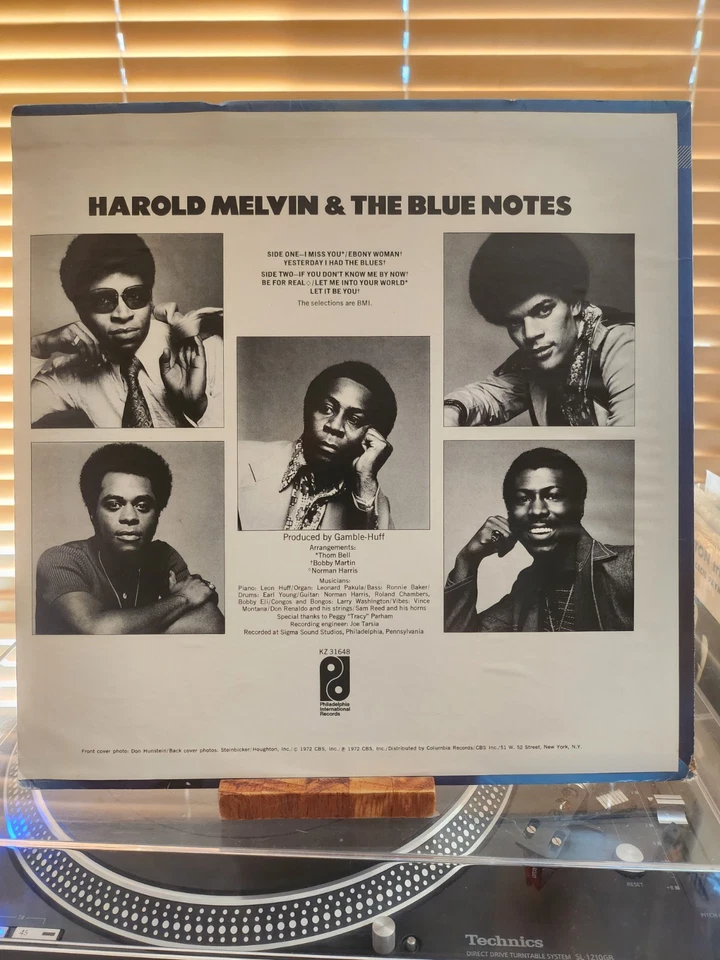 HAROLD MELVIN & THE BLUE NOTES
SIDE ONE—I MISS YOU*/EBONY WOMAN†
YESTERDAY I HAD THE BLUES†
SIDE TWO—IF YOU DON'T KNOW ME BY NOW†
BE FOR REAL◇/LET ME INTO YOUR WORLD*
LET IT BE YOU†
The selections are BMI.
Produced by Gamble-Huff
Arrangements:
*Thom Bell
†Bobby Martin
◇Norman Harris
Musicians:
Piano: Leon Huff/Organ: Leonard Pakula/Bass: Ronnie Baker/
Drums: Earl Young/Guitar: Norman Harris, Roland Chambers,
Bobby Eli/Congos and Bongos: Larry Washington/Vibes: Vince
Montana/Don Renaldo and his strings/Sam Reed and his horns
Special thanks to Peggy "Tracy" Parham
Recording engineer: Joe Tarsia
Recorded at Sigma Sound Studios, Philadelphia, Pennsylvania
KZ 31648
Philadelphia
International
Records
Front cover photo: Don Hunstein/Back cover photos: Steinbicker/Houghton, Inc./© 1972 CBS, Inc./℗ 1972 CBS, Inc./Distributed by Columbia Records/CBS Inc./51 W. 52 Street, New York, N.Y.
45
Technics
DIRECT DRIVE TURNTABLE SYSTEM SL-1210GR